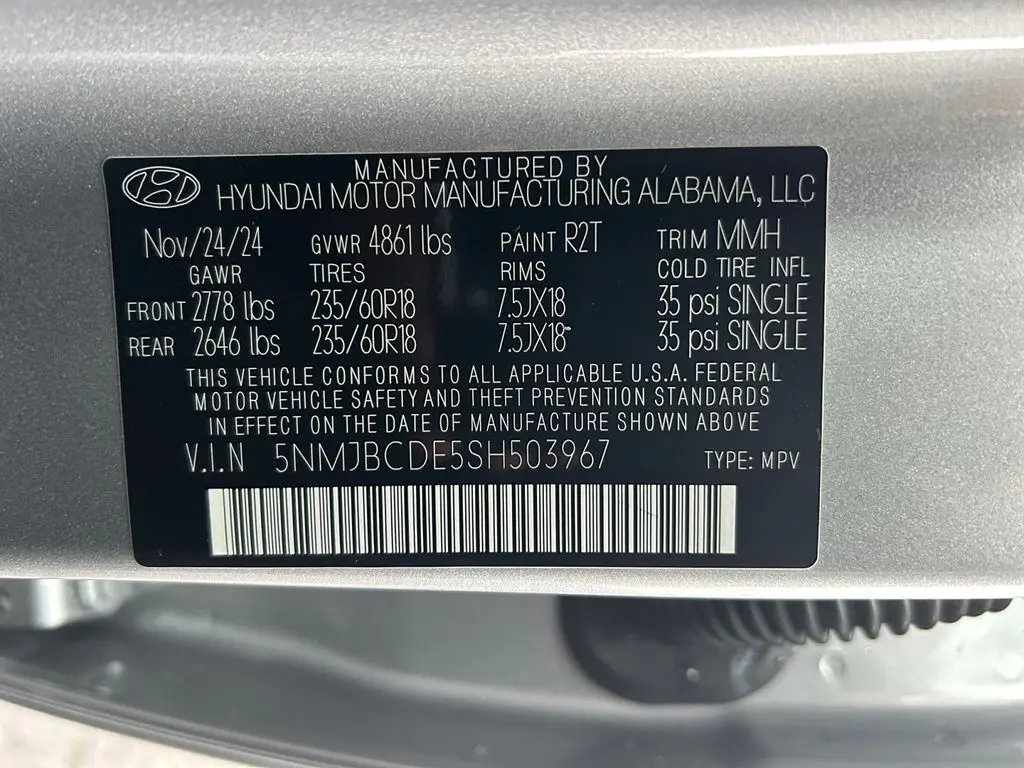 MANUFACTURED BY
HYUNDAI MOTOR MANUFACTURING ALABAMA, LLC
Nov/24/24 GVWR 4861 lbs PAINT R2T TRIM MMH
GAWR TIRES RIMS COLD TIRE INFL
FRONT 2778 lbs 235/60R18 7.5JX18 35 psi SINGLE
REAR 2646 lbs 235/60R18 7.5JX18 35 psi SINGLE
THIS VEHICLE CONFORMS TO ALL APPLICABLE U.S.A. FEDERAL
MOTOR VEHICLE SAFETY AND THEFT PREVENTION STANDARDS
IN EFFECT ON THE DATE OF MANUFACTURE SHOWN ABOVE
V.I.N 5NMJBCDE5SH503967 TYPE: MPV